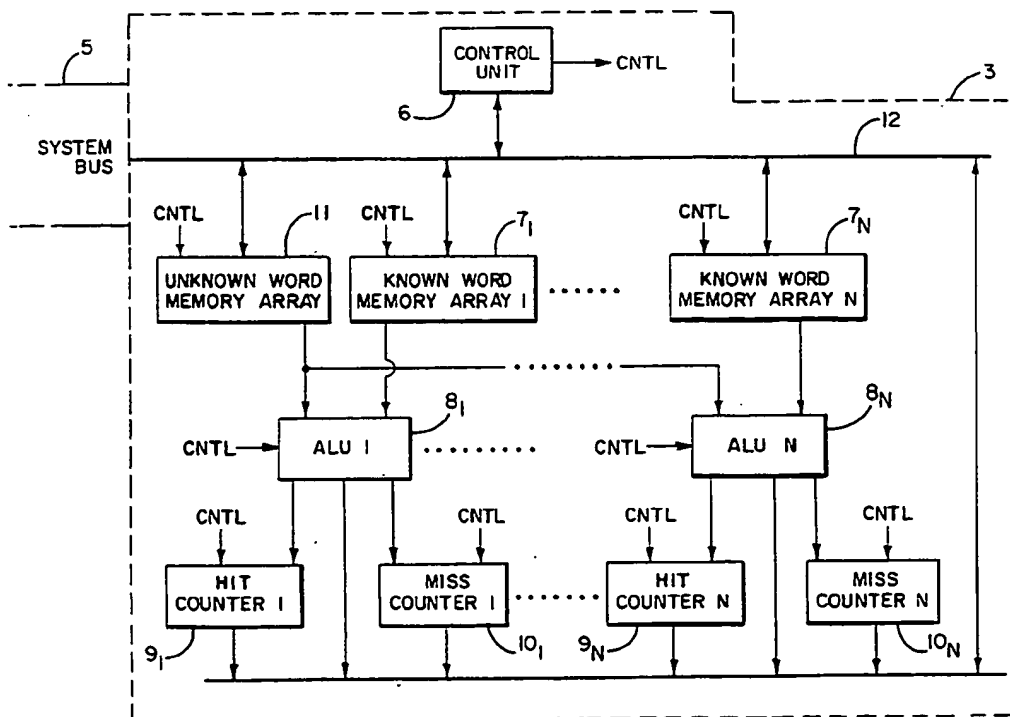 5
CONTROL
UNIT
CNTL
6
3
SYSTEM
BUS
12
CNTL
11
CNTL
7₁
CNTL
7N
UNKNOWN WORD
MEMORY ARRAY
KNOWN WORD
MEMORY ARRAY 1
KNOWN WORD
MEMORY ARRAY N
8₁
8N
CNTL
ALU 1
CNTL
ALU N
CNTL
CNTL
CNTL
CNTL
HIT
COUNTER 1
MISS
COUNTER 1
HIT
COUNTER N
MISS
COUNTER N
9₁
10₁
9N
10N